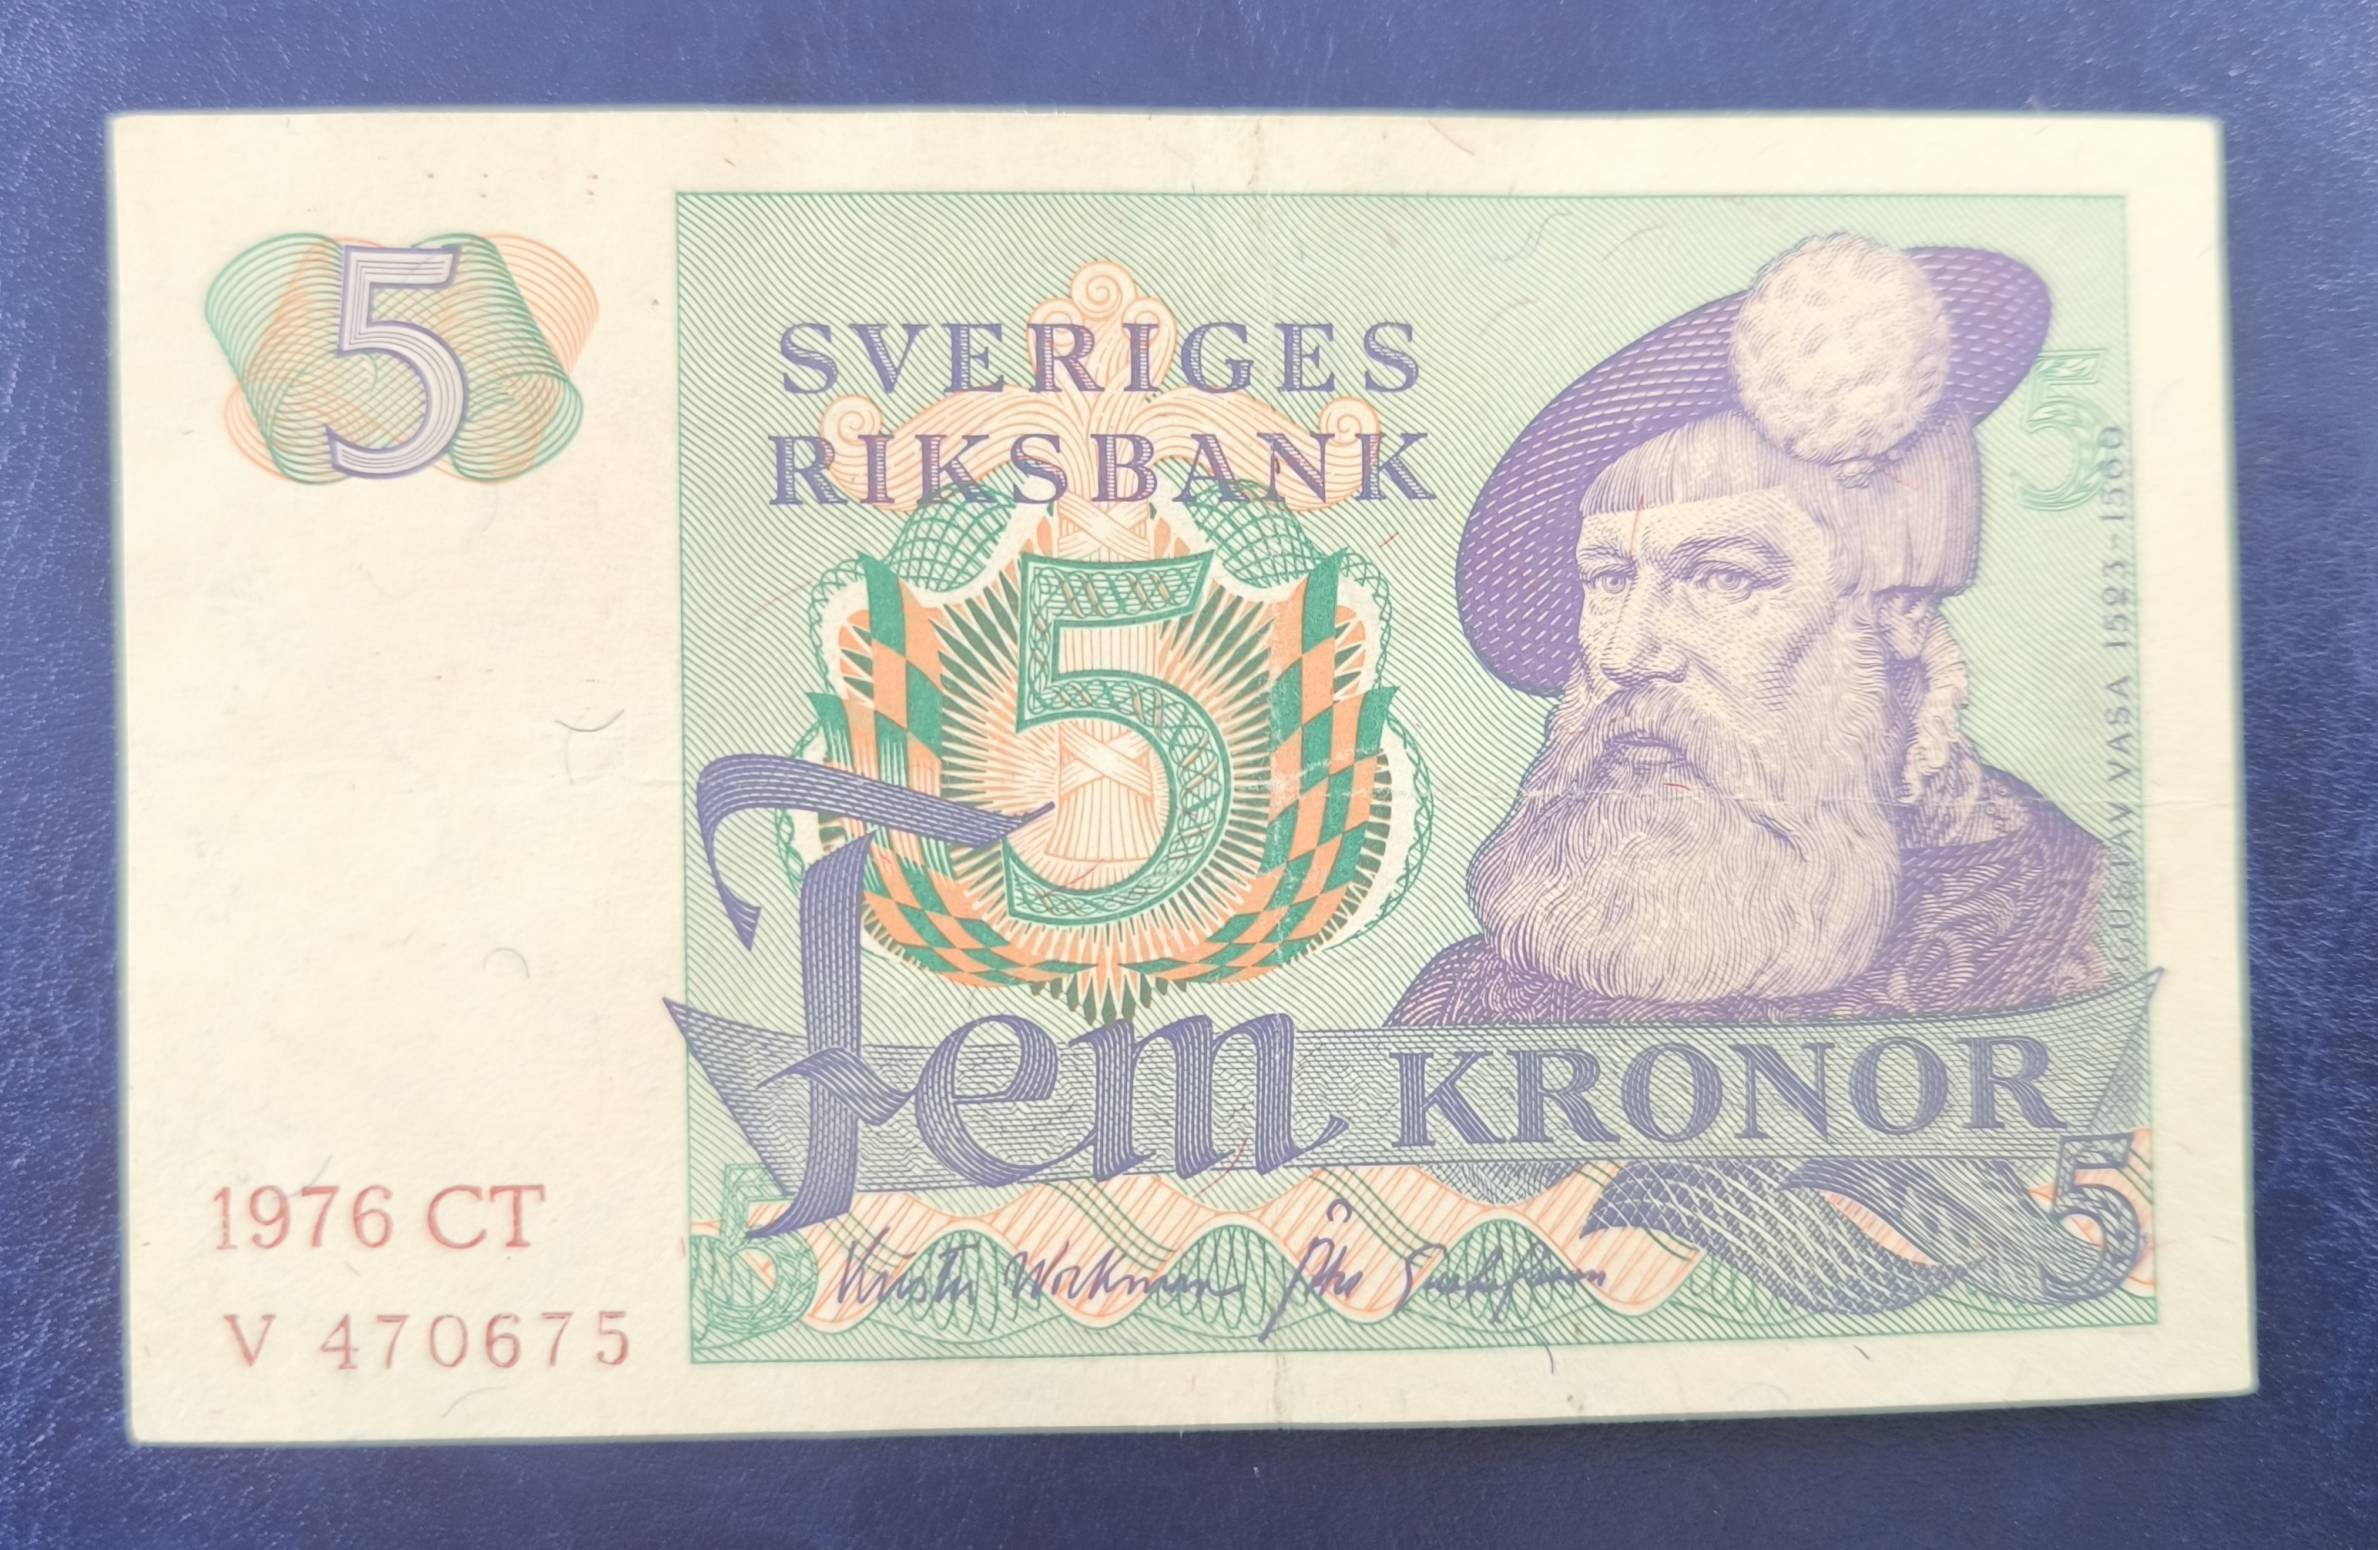 5
SVERIGES
RIKSBANK
5
5
GUSTAV VASA 1523-1560
Fem KRONOR
1976 CT
V 470675
5
5